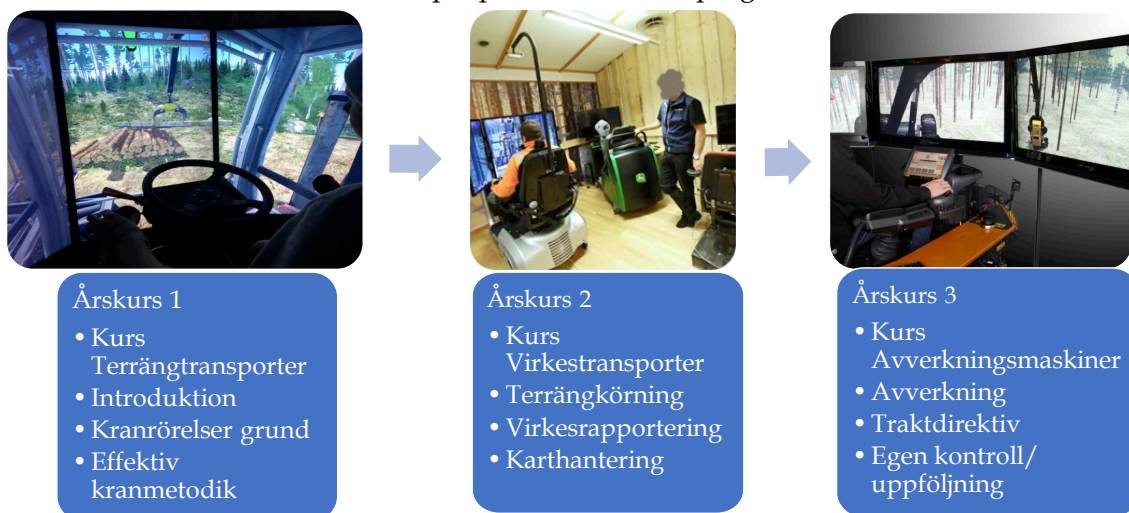 Årskurs 1
• Kurs
Terrängtransporter
• Introduktion
• Kranrörelser grund
• Effektiv
kranmetodik
Årskurs 2
• Kurs
Virkestransporter
• Terrängkörning
• Virkesrapportering
• Karthantering
Årskurs 3
• Kurs
Avverkningsmaskiner
• Avverkning
• Traktdirektiv
• Egen kontroll/
uppföljning